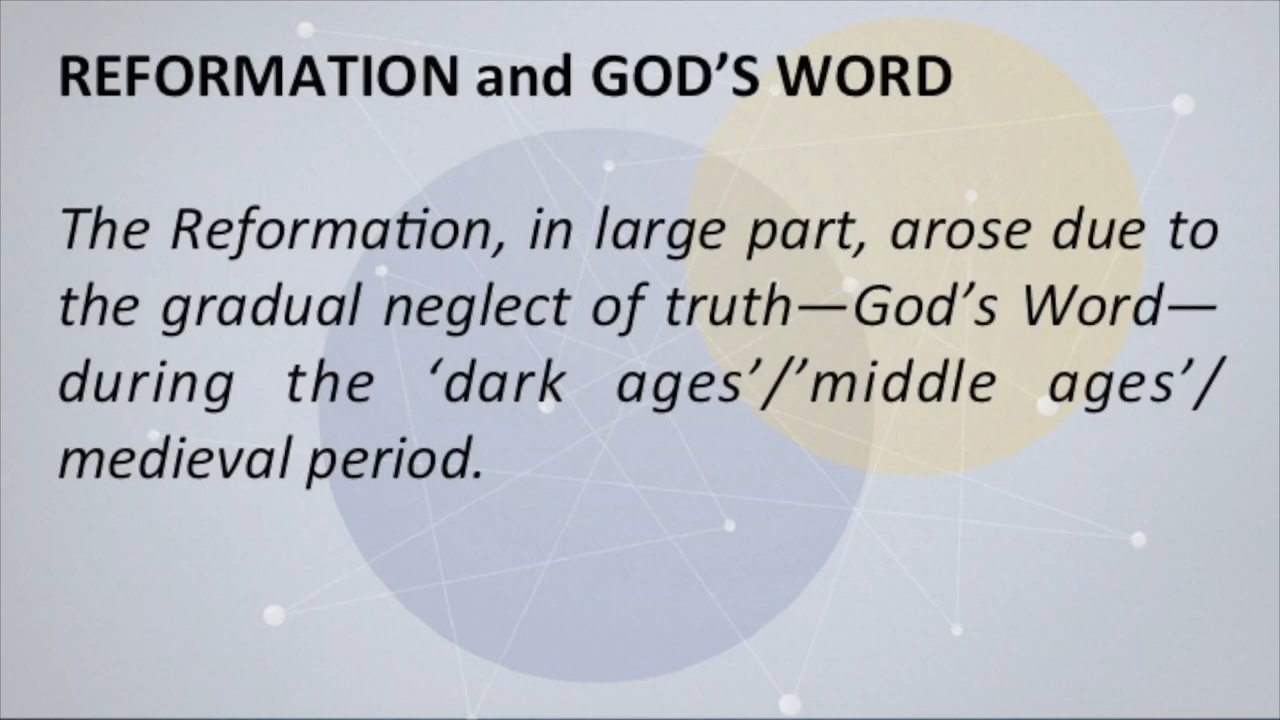 REFORMATION and GOD’S WORD
The Reformation, in large part, arose due to
the gradual neglect of truth—God’s Word—
during the ‘dark ages’/’middle ages’/
medieval period.